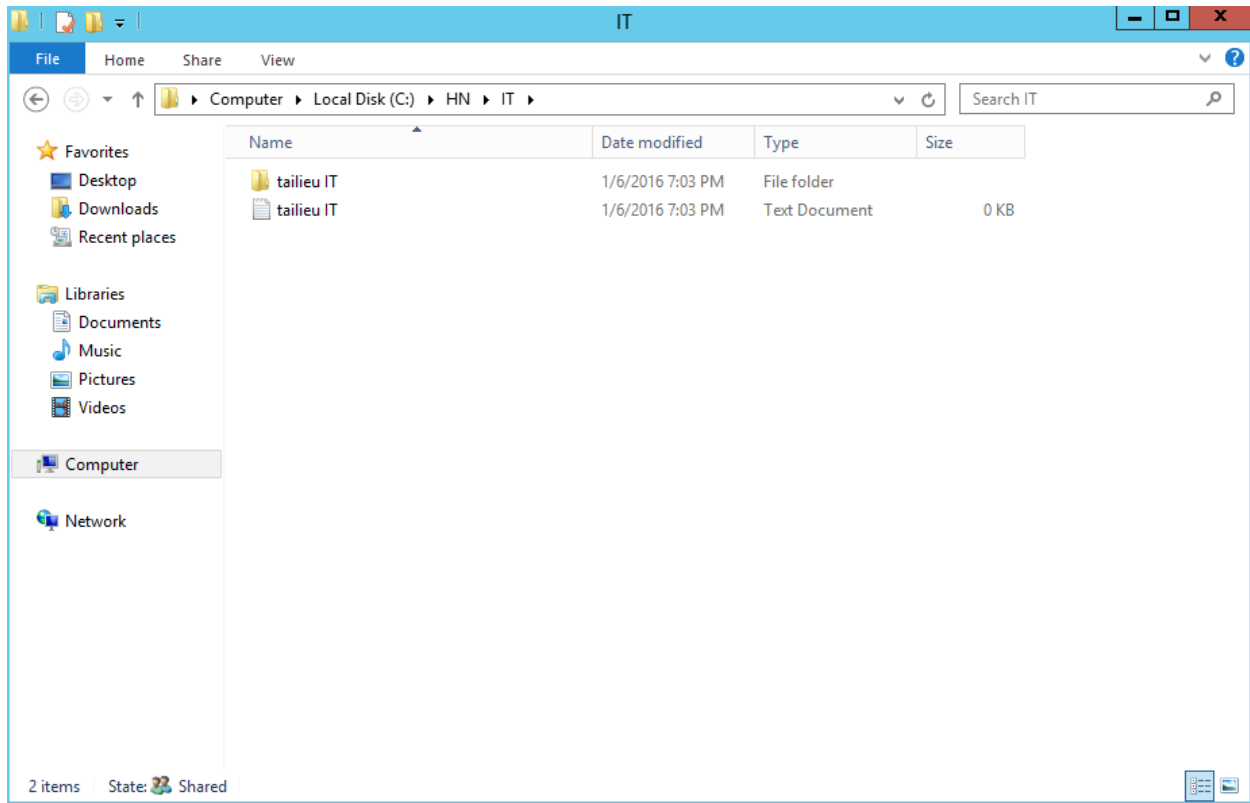 IT
File Home Share View
Computer Local Disk (C:) HN IT
Search IT
Favorites
Desktop
Downloads
Recent places
Libraries
Documents
Music
Pictures
Videos
Computer
Network
Name Date modified Type Size
tailieu IT 1/6/2016 7:03 PM File folder
tailieu IT 1/6/2016 7:03 PM Text Document 0 KB
2 items State: Shared